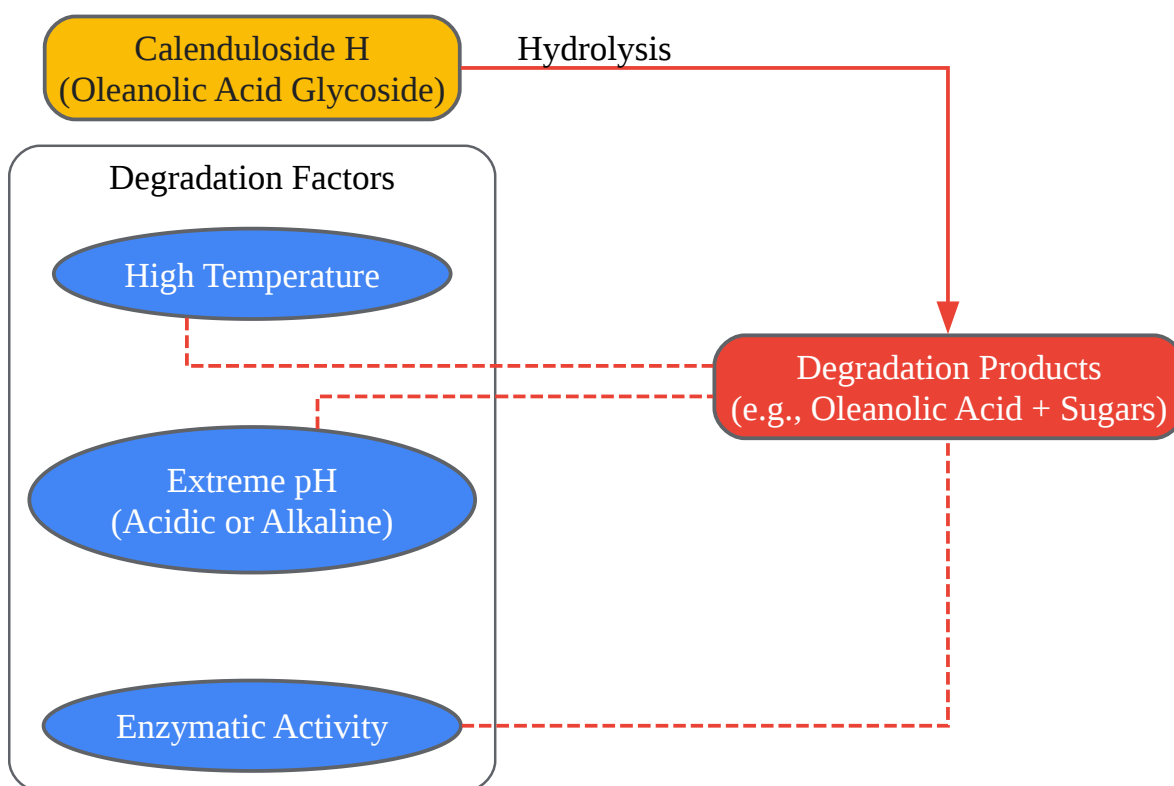 Calenduloside H
(Oleanolic Acid Glycoside)
Hydrolysis
Degradation Factors
High Temperature
Degradation Products
(e.g., Oleanolic Acid + Sugars)
Extreme pH
(Acidic or Alkaline)
Enzymatic Activity